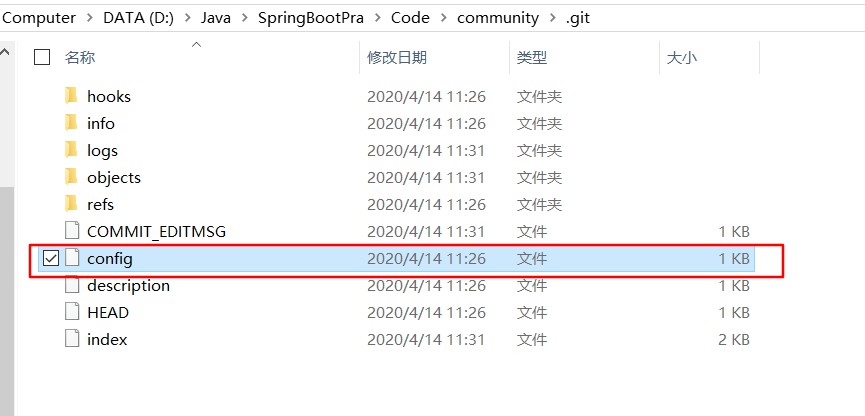 Computer > DATA (D:) > Java > SpringBootPra > Code > community > .git
名称 修改日期 类型 大小
hooks 2020/4/14 11:26 文件夹
info 2020/4/14 11:26 文件夹
logs 2020/4/14 11:31 文件夹
objects 2020/4/14 11:31 文件夹
refs 2020/4/14 11:26 文件夹
COMMIT_EDITMSG 2020/4/14 11:31 文件 1 KB
config 2020/4/14 11:26 文件 1 KB
description 2020/4/14 11:26 文件 1 KB
HEAD 2020/4/14 11:26 文件 1 KB
index 2020/4/14 11:31 文件 2 KB